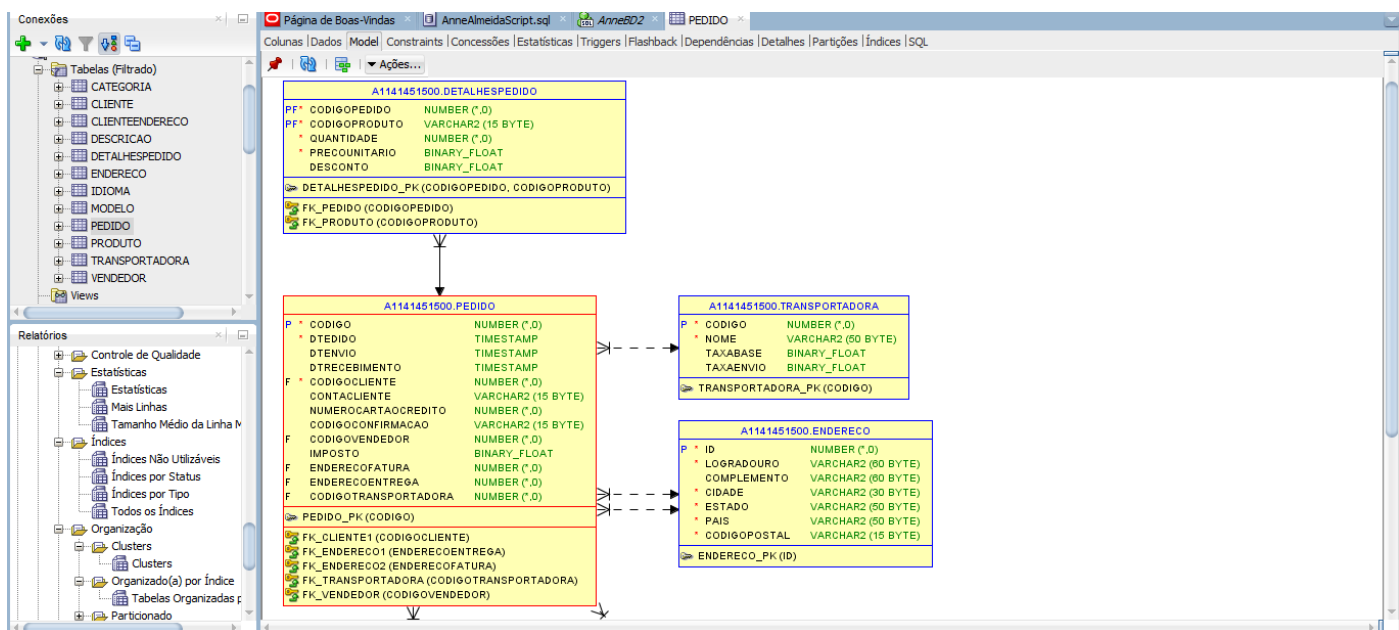 Conexões
Tabelas (Filtrado)
CATEGORIA
CLIENTE
CLIENTEENDERECO
DESCRICAO
DETALHESPEDIDO
ENDERECO
IDIOMA
MODELO
PEDIDO
PRODUTO
TRANSPORTADORA
VENDEDOR
Views
Relatórios
Controle de Qualidade
Estatísticas
Estatísticas
Mais Linhas
Tamanho Médio da Linha M
Índices
Índices Não Utilizáveis
Índices por Status
Índices por Tipo
Todos os Índices
Organização
Clusters
Clusters
Organizado(a) por Índice
Tabelas Organizadas p
Particionado
Página de Boas-Vindas AnneAlmeidaScript.sql AnneBD2 PEDIDO
Colunas |Dados |Model |Constraints |Concessões |Estatísticas |Triggers |Flashback |Dependências |Detalhes |Partições |Índices |SQL
Ações...
A1141451500.DETALHESPEDIDO
PF* CODIGOPEDIDO NUMBER (*,0)
PF* CODIGOPRODUTO VARCHAR2 (15 BYTE)
* QUANTIDADE NUMBER (*,0)
* PRECOUNITARIO BINARY_FLOAT
DESCONTO BINARY_FLOAT
DETALHESPEDIDO_PK (CODIGOPEDIDO, CODIGOPRODUTO)
FK_PEDIDO (CODIGOPEDIDO)
FK_PRODUTO (CODIGOPRODUTO)
A1141451500.PEDIDO
P * CODIGO NUMBER (*,0)
* DTEDIDO TIMESTAMP
DTENVIO TIMESTAMP
DTRECEBIMENTO TIMESTAMP
F * CODIGOCLIENTE NUMBER (*,0)
CONTACLIENTE VARCHAR2 (15 BYTE)
NUMEROCARTAOCREDITO NUMBER (*,0)
CODIGOCONFIRMACAO VARCHAR2 (15 BYTE)
F CODIGOVENDEDOR NUMBER (*,0)
IMPOSTO BINARY_FLOAT
F ENDERECOFATURA NUMBER (*,0)
F ENDERECOENTREGA NUMBER (*,0)
F CODIGOTRANSPORTADORA NUMBER (*,0)
PEDIDO_PK (CODIGO)
FK_CLIENTE1 (CODIGOCLIENTE)
FK_ENDERECO1 (ENDERECOENTREGA)
FK_ENDERECO2 (ENDERECOFATURA)
FK_TRANSPORTADORA (CODIGOTRANSPORTADORA)
FK_VENDEDOR (CODIGOVENDEDOR)
A1141451500.TRANSPORTADORA
P * CODIGO NUMBER (*,0)
* NOME VARCHAR2 (50 BYTE)
TAXABASE BINARY_FLOAT
TAXAENVIO BINARY_FLOAT
TRANSPORTADORA_PK (CODIGO)
A1141451500.ENDERECO
P * ID NUMBER (*,0)
* LOGRADOURO VARCHAR2 (60 BYTE)
COMPLEMENTO VARCHAR2 (60 BYTE)
* CIDADE VARCHAR2 (30 BYTE)
* ESTADO VARCHAR2 (50 BYTE)
* PAIS VARCHAR2 (50 BYTE)
* CODIGOPOSTAL VARCHAR2 (15 BYTE)
ENDERECO_PK (ID)